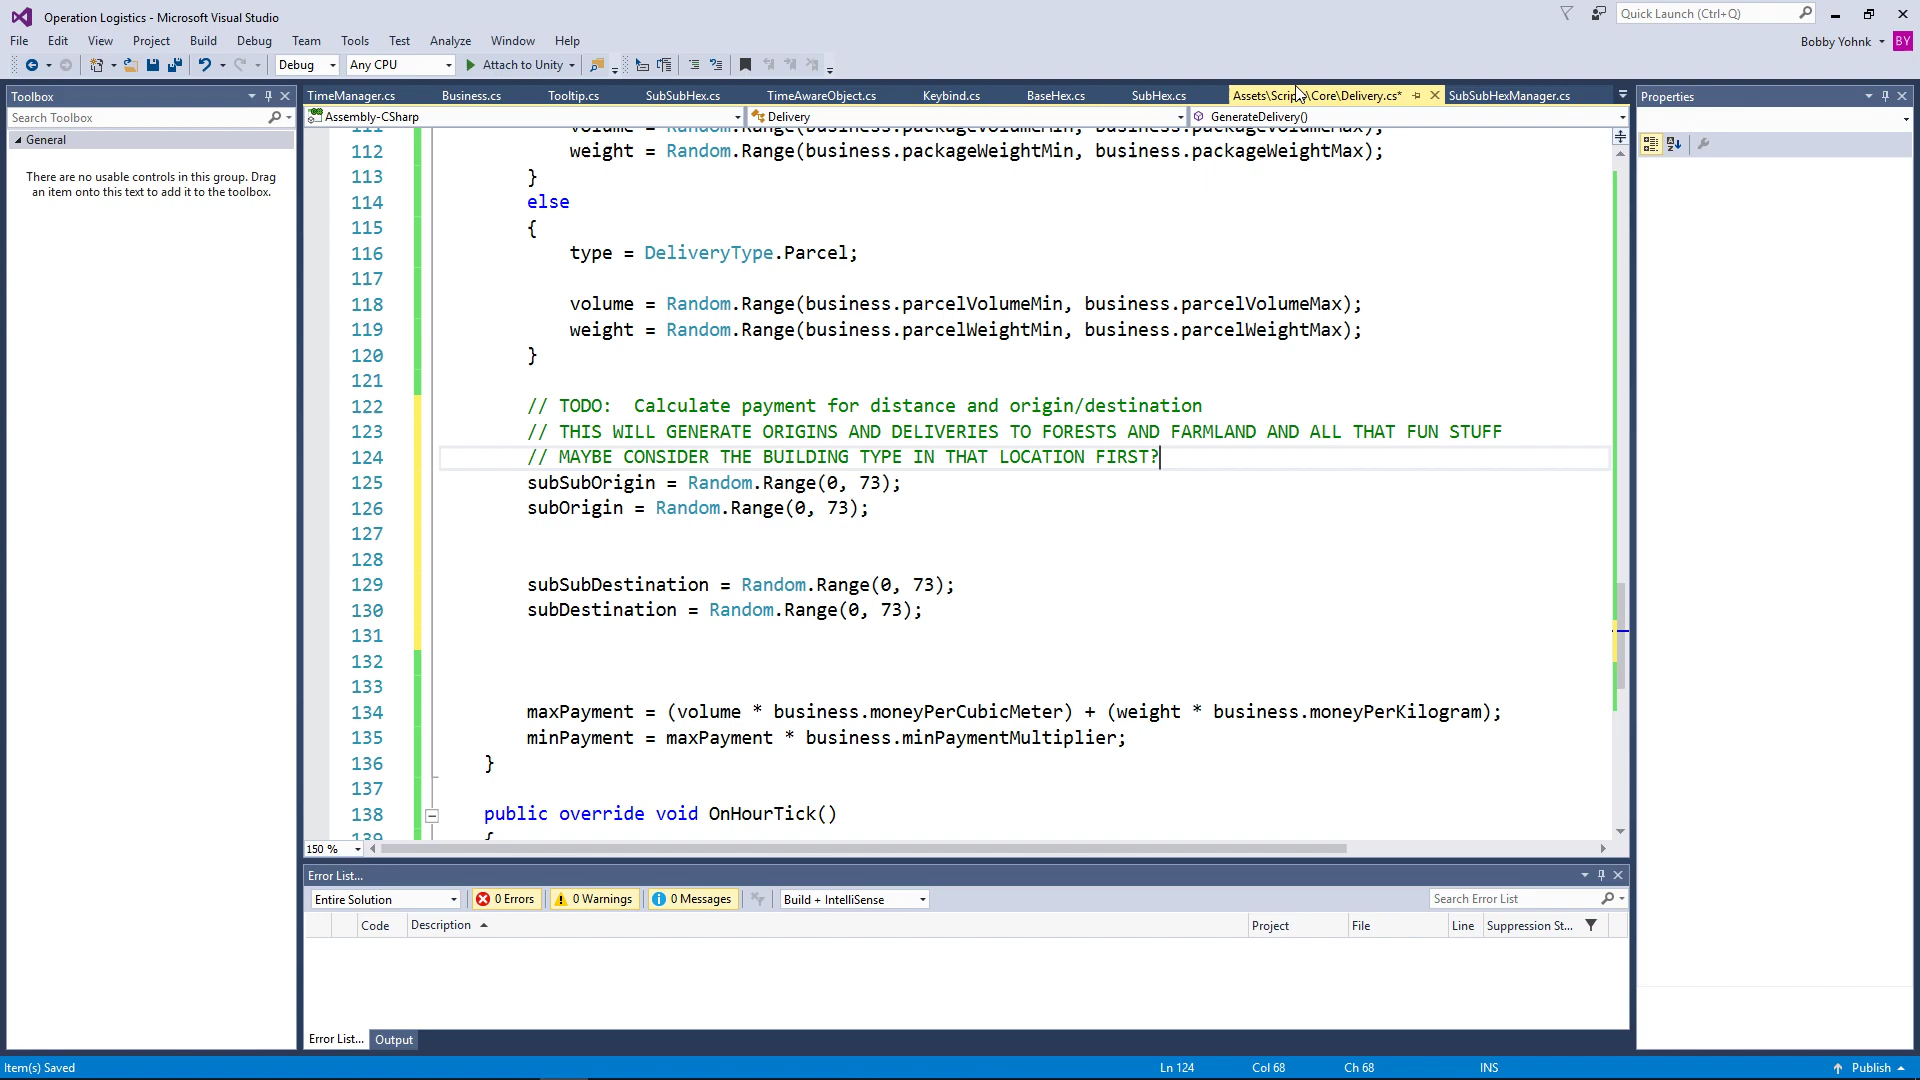 Operation Logistics - Microsoft Visual Studio
Quick Launch (Ctrl+Q)
File Edit View Project Build Debug Team Tools Test Analyze Window Help
Bobby Yohnk BY
Debug Any CPU Attach to Unity
Toolbox
TimeManager.cs Business.cs Tooltip.cs SubSubHex.cs TimeAwareObject.cs Keybind.cs BaseHex.cs SubHex.cs Assets\Scrip \Core\Delivery.cs* SubSubHexManager.cs
Properties
Search Toolbox
Assembly-CSharp Delivery GenerateDelivery()
General
There are no usable controls in this group. Drag
an item onto this text to add it to the toolbox.
111 volume = Random.Range(business.packageVolumeMin, business.packageVolumeMax);
112 weight = Random.Range(business.packageWeightMin, business.packageWeightMax);
113 }
114 else
115 {
116 type = DeliveryType.Parcel;
117
118 volume = Random.Range(business.parcelVolumeMin, business.parcelVolumeMax);
119 weight = Random.Range(business.parcelWeightMin, business.parcelWeightMax);
120 }
121
122 // TODO:  Calculate payment for distance and origin/destination
123 // THIS WILL GENERATE ORIGINS AND DELIVERIES TO FORESTS AND FARMLAND AND ALL THAT FUN STUFF
124 // MAYBE CONSIDER THE BUILDING TYPE IN THAT LOCATION FIRST?
125 subSubOrigin = Random.Range(0, 73);
126 subOrigin = Random.Range(0, 73);
127
128
129 subSubDestination = Random.Range(0, 73);
130 subDestination = Random.Range(0, 73);
131
132
133
134 maxPayment = (volume * business.moneyPerCubicMeter) + (weight * business.moneyPerKilogram);
135 minPayment = maxPayment * business.minPaymentMultiplier;
136 }
137
138 public override void OnHourTick()
139 {
150 %
Error List...
Entire Solution 0 Errors 0 Warnings 0 Messages Build + IntelliSense Search Error List
Code Description Project File Line Suppression St...
Error List... Output
Item(s) Saved Ln 124 Col 68 Ch 68 INS Publish